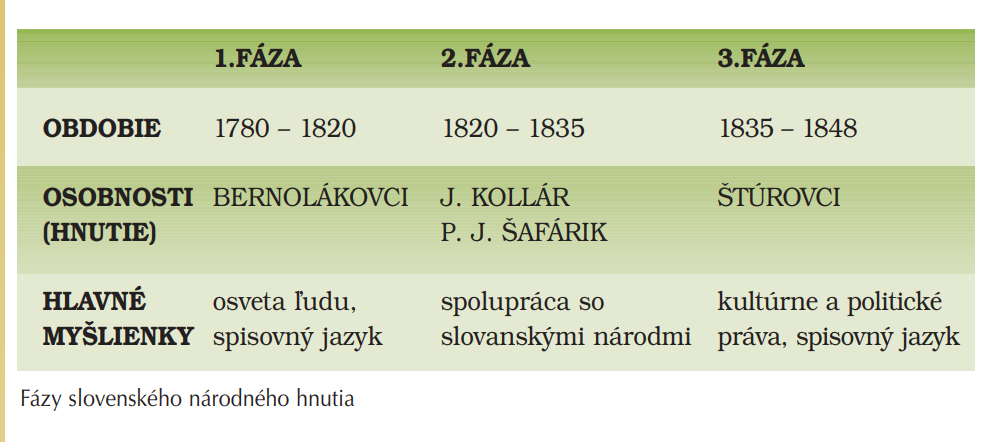 1.FÁZA 2.FÁZA 3.FÁZA
OBDOBIE 1780 – 1820 1820 – 1835 1835 – 1848
OSOBNOSTI BERNOLÁKOVCI J. KOLLÁR ŠTÚROVCI
(HNUTIE) P. J. ŠAFÁRIK
HLAVNÉ osveta ľudu, spolupráca so kultúrne a politické
MYŠLIENKY spisovný jazyk slovanskými národmi práva, spisovný jazyk
Fázy slovenského národného hnutia